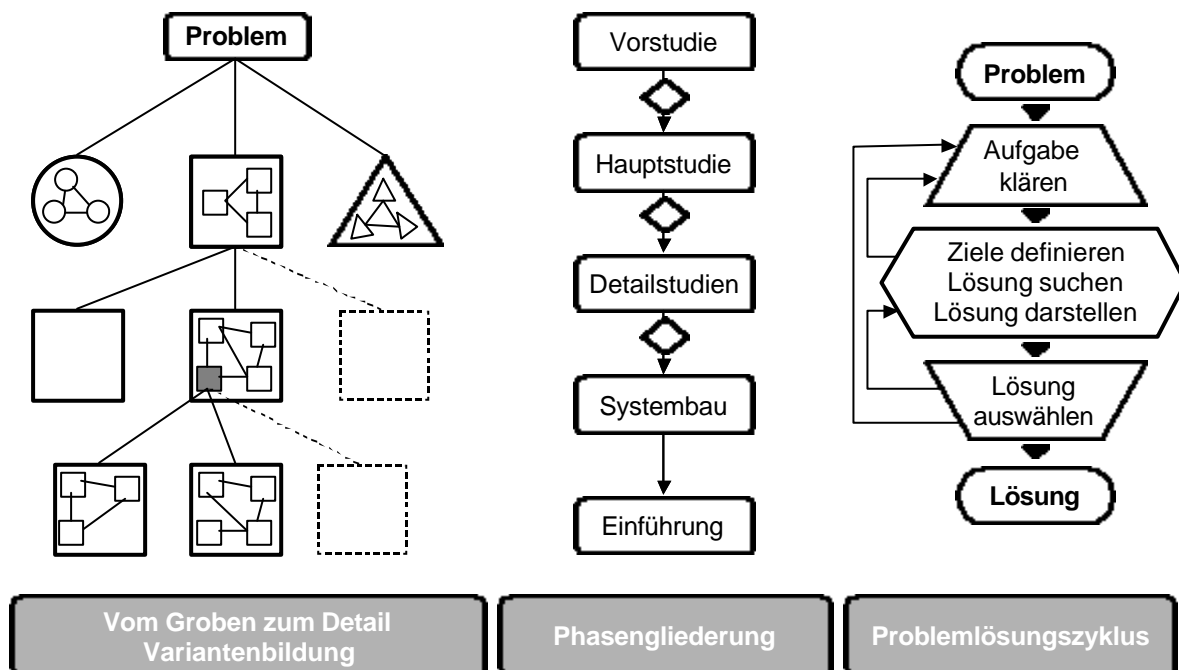 Problem
Vom Groben zum Detail
Variantenbildung
Vorstudie
Hauptstudie
Detailstudien
Systembau
Einführung
Phasengliederung
Problem
Aufgabe
klären
Ziele definieren
Lösung suchen
Lösung darstellen
Lösung
auswählen
Lösung
Problemlösungszyklus